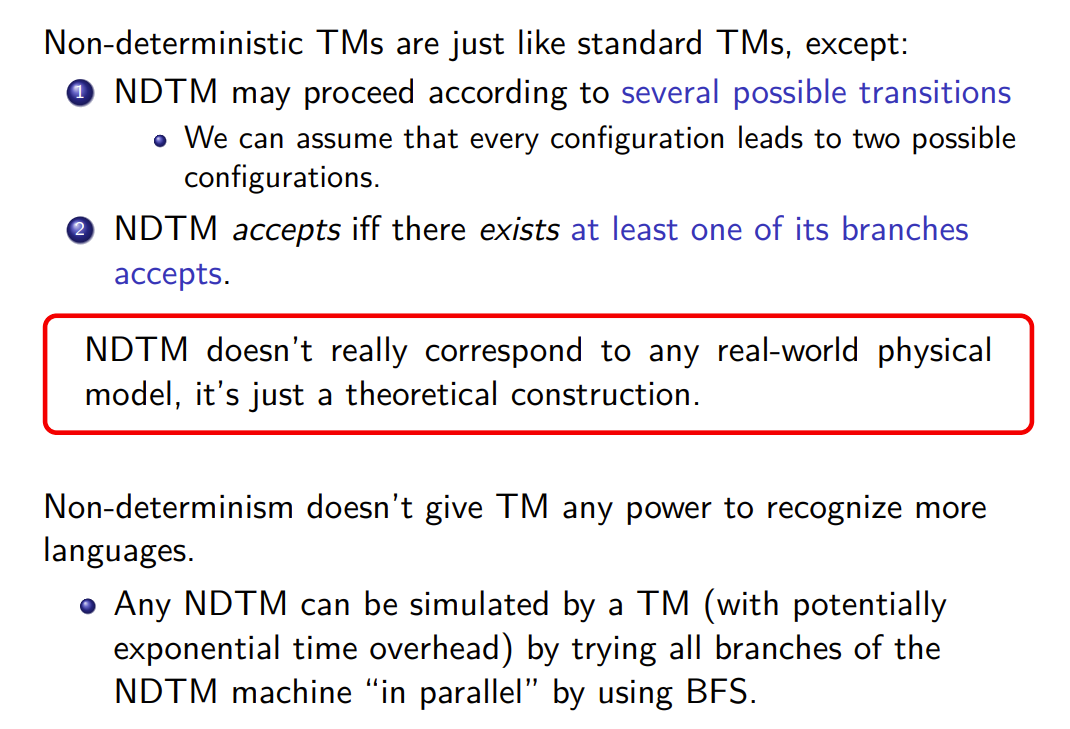 Non-deterministic TMs are just like standard TMs, except:
1 NDTM may proceed according to several possible transitions
We can assume that every configuration leads to two possible
configurations.
2 NDTM accepts iff there exists at least one of its branches
accepts.
NDTM doesn't really correspond to any real-world physical
model, it's just a theoretical construction.
Non-determinism doesn't give TM any power to recognize more
languages.
Any NDTM can be simulated by a TM (with potentially
exponential time overhead) by trying all branches of the
NDTM machine “in parallel” by using BFS.